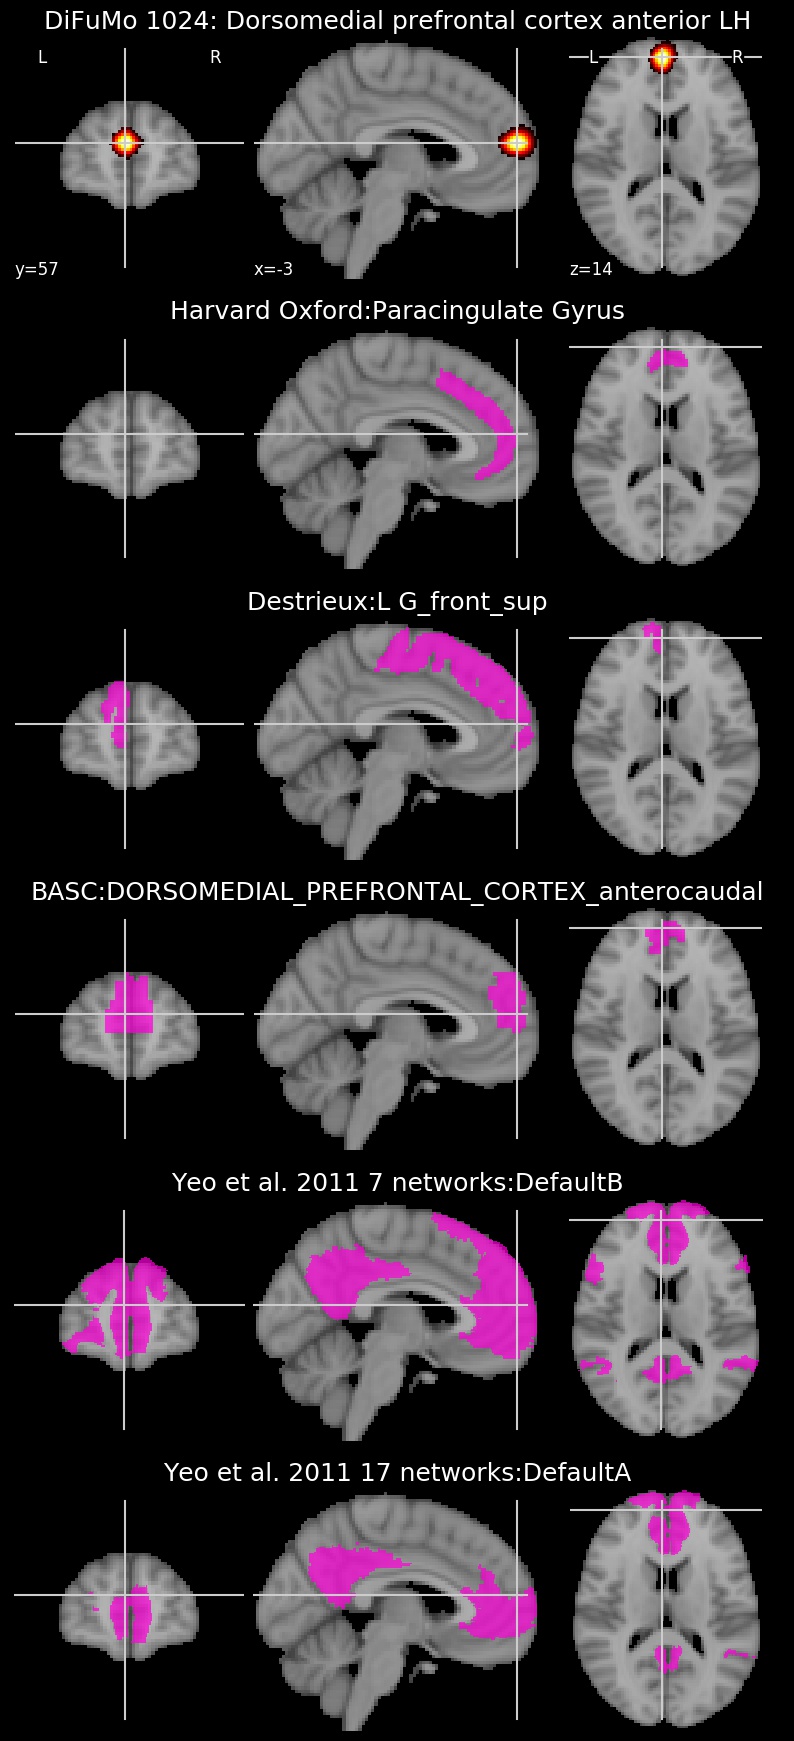 DiFuMo 1024: Dorsomedial prefrontal cortex anterior LH
L R L R
y=57 x=-3 z=14
Harvard Oxford:Paracingulate Gyrus
Destrieux:L G_front_sup
BASC:DORSOMEDIAL_PREFRONTAL_CORTEX_anterocaudal
Yeo et al. 2011 7 networks:DefaultB
Yeo et al. 2011 17 networks:DefaultA